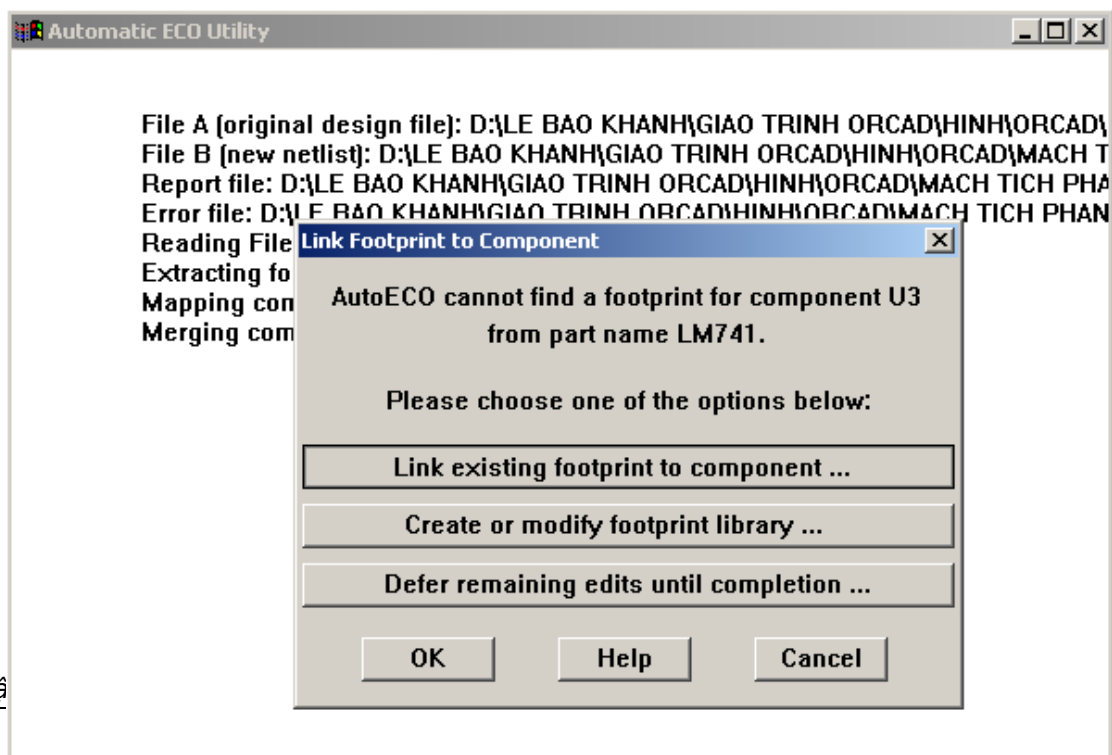 Automatic ECO Utility
File A (original design file): D:\LE BAO KHANH\GIAO TRINH ORCAD\HINH\ORCAD\
File B (new netlist): D:\LE BAO KHANH\GIAO TRINH ORCAD\HINH\ORCAD\MACH T
Report file: D:\LE BAO KHANH\GIAO TRINH ORCAD\HINH\ORCAD\MACH TICH PHA
Error file: D:\LE BAO KHANH\GIAO TRINH ORCAD\HINH\ORCAD\MACH TICH PHAN
Reading File
Extracting fo
Mapping con
Merging com
Link Footprint to Component
AutoECO cannot find a footprint for component U3
from part name LM741.
Please choose one of the options below:
Link existing footprint to component ...
Create or modify footprint library ...
Defer remaining edits until completion ...
OK Help Cancel